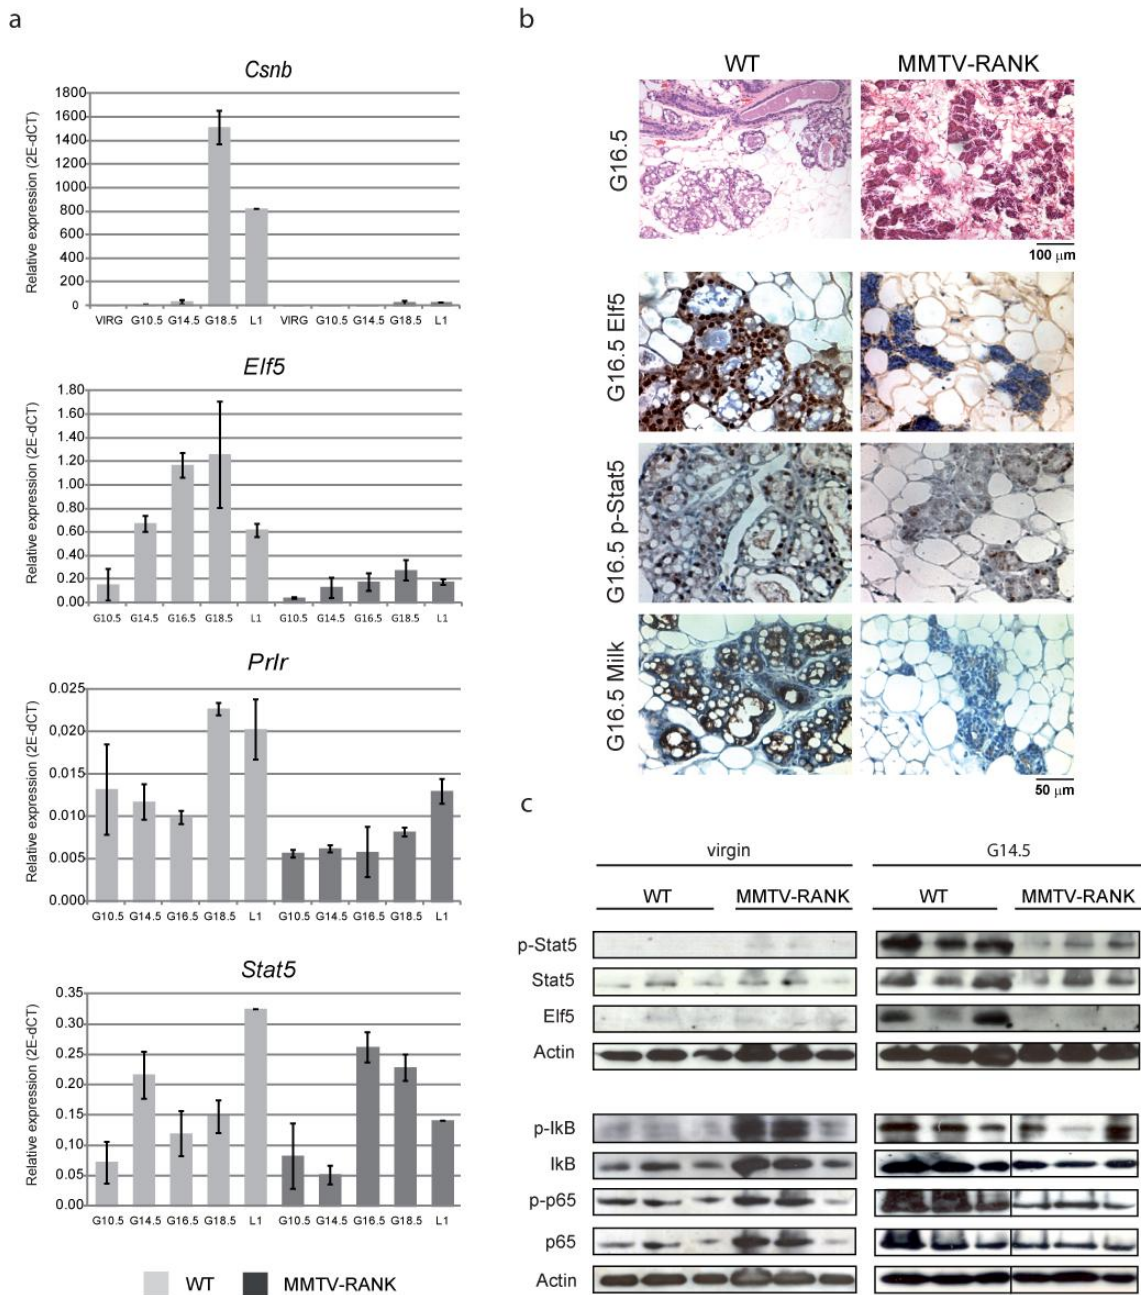 a
Csnb
Relative expression (2E-dCT)
1800
1600
1400
1200
1000
800
600
400
200
0
VIRG G10.5 G14.5 G18.5 L1 VIRG G10.5 G14.5 G18.5 L1
Elf5
Relative expression (2E-dCT)
1.80
1.60
1.40
1.20
1.00
0.80
0.60
0.40
0.20
0.00
G10.5 G14.5 G16.5 G18.5 L1 G10.5 G14.5 G16.5 G18.5 L1
Prlr
Relative expression (2E-dCT)
0.025
0.020
0.015
0.010
0.005
0.000
G10.5 G14.5 G16.5 G18.5 L1 G10.5 G14.5 G16.5 G18.5 L1
Stat5
Relative expression (2E-dCT)
0.35
0.30
0.25
0.20
0.15
0,10
0.05
0.00
G10.5 G14.5 G16.5 G18.5 L1 G10.5 G14.5 G16.5 G18.5 L1
WT MMTV-RANK
b
WT MMTV-RANK
G16.5
100 μm
G16.5 Elf5
G16.5 p-Stat5
G16.5 Milk
50 μm
c
virgin G14.5
WT MMTV-RANK WT MMTV-RANK
p-Stat5
Stat5
Elf5
Actin
p-IkB
IkB
p-p65
p65
Actin